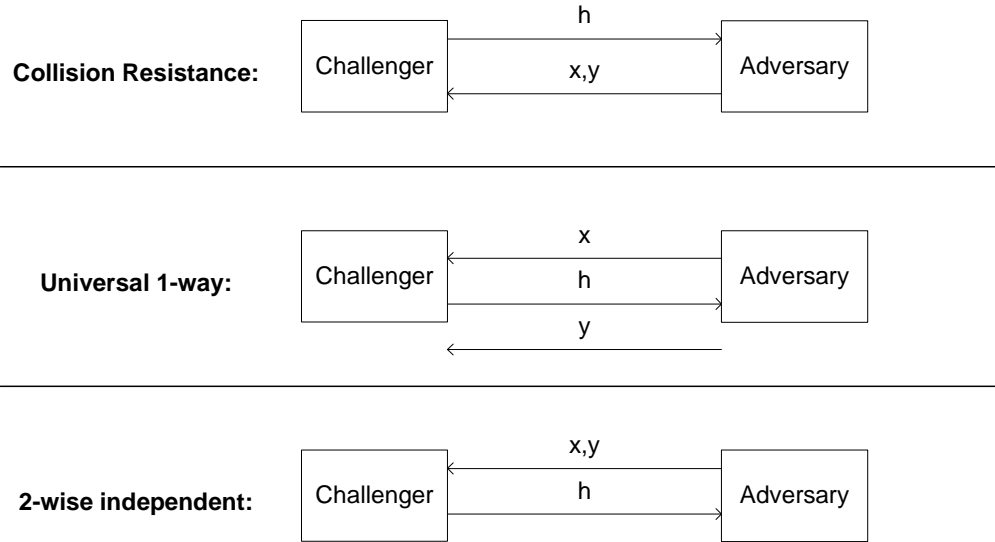 h
Collision Resistance: Challenger x,y Adversary
x
Universal 1-way: Challenger h Adversary
y
x,y
2-wise independent: Challenger h Adversary